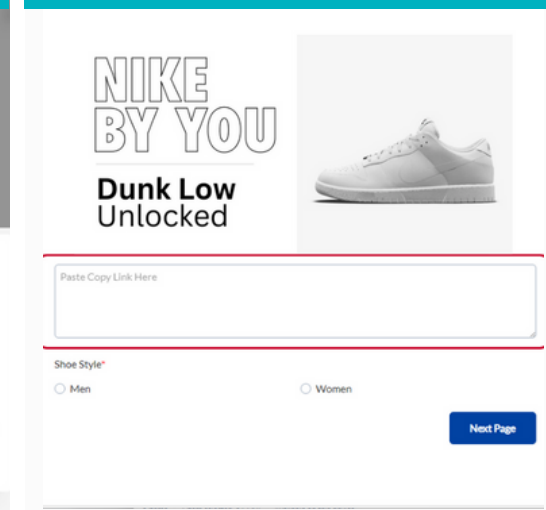 NIKE
BY YOU
Dunk Low
Unlocked
Paste Copy Link Here
Shoe Style*
Men
Women
Next Page